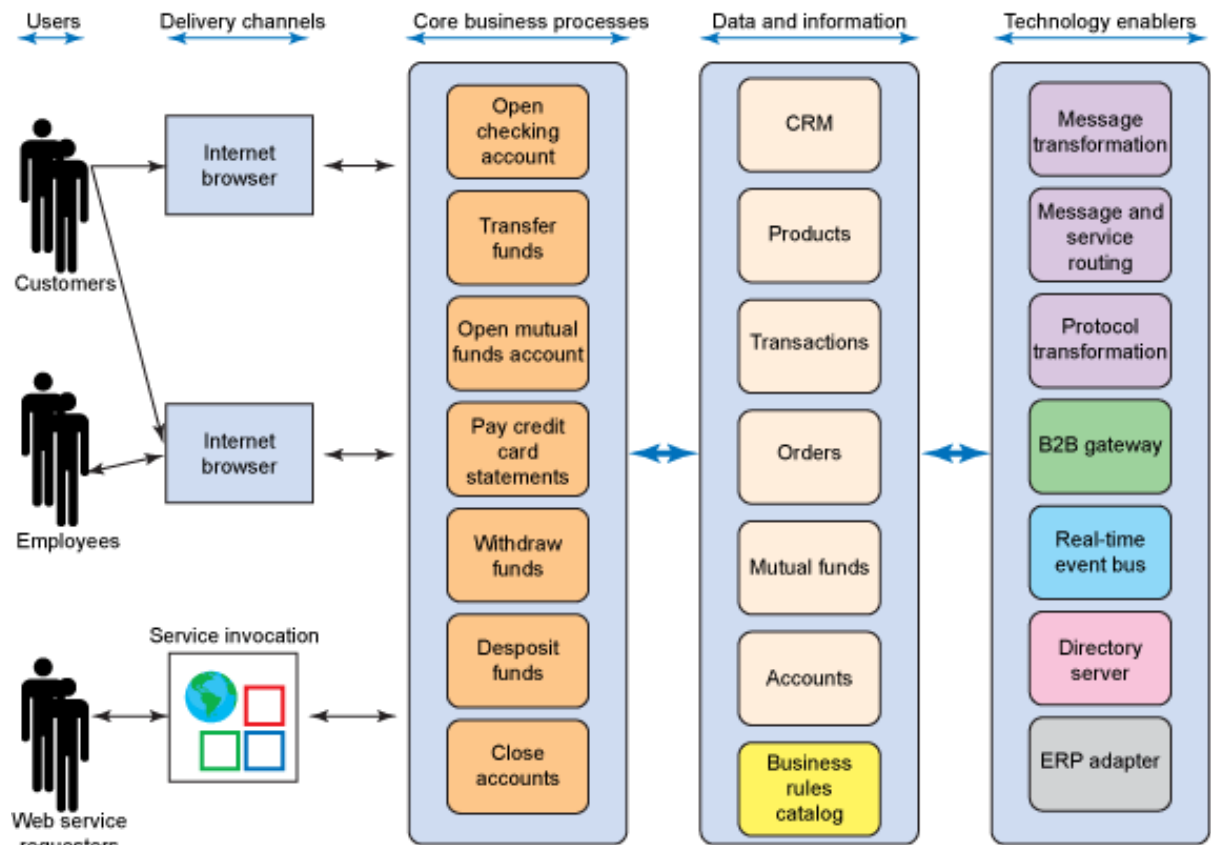 Users
Delivery channels
Core business processes
Data and information
Technology enablers
Customers
Employees
Web service
requesters
Internet
browser
Internet
browser
Service invocation
Open
checking
account
Transfer
funds
Open mutual
funds account
Pay credit
card
statements
Withdraw
funds
Desposit
funds
Close
accounts
CRM
Products
Transactions
Orders
Mutual funds
Accounts
Business
rules
catalog
Message
transformation
Message and
service
routing
Protocol
transformation
B2B gateway
Real-time
event bus
Directory
server
ERP adapter